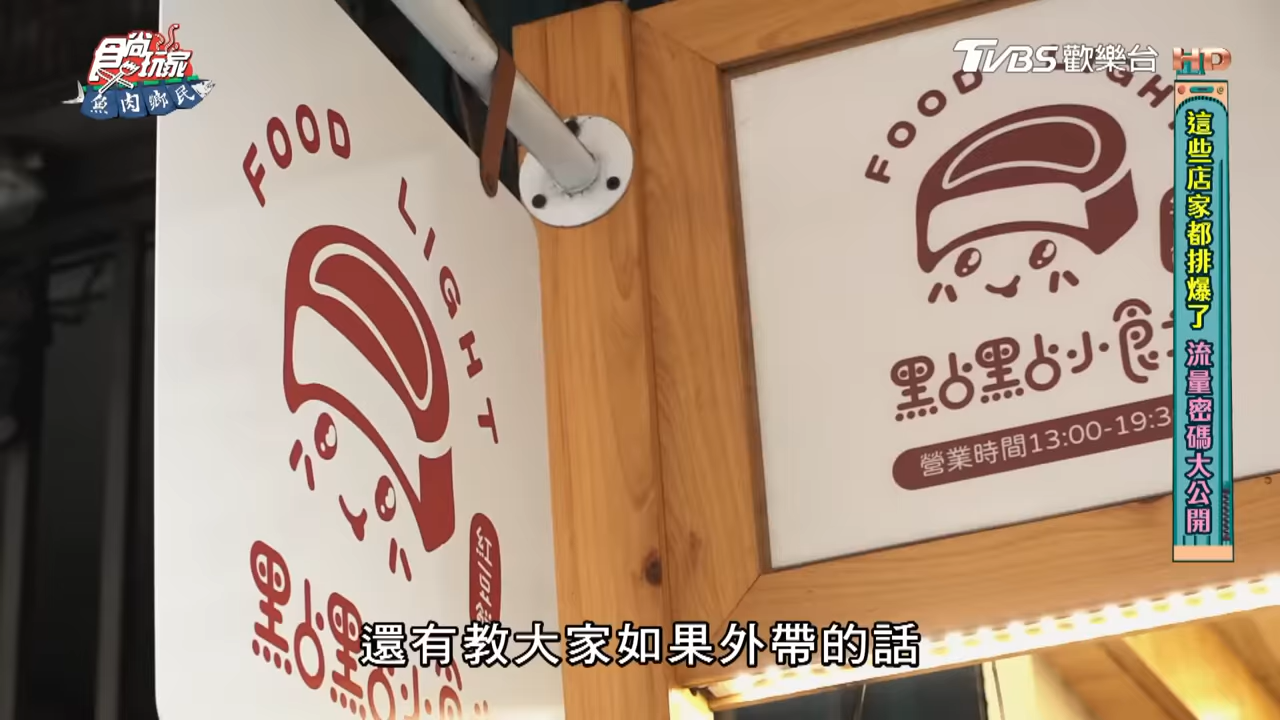 食尚玩家
魚肉鄉民
TVBS歡樂台 HD
這些店家都排爆了 流量密碼大公開
FOOD LIGHT
點點
FOOD LIGHT
點點小食
營業時間13:00-19:3
還有教大家如果外帶的話